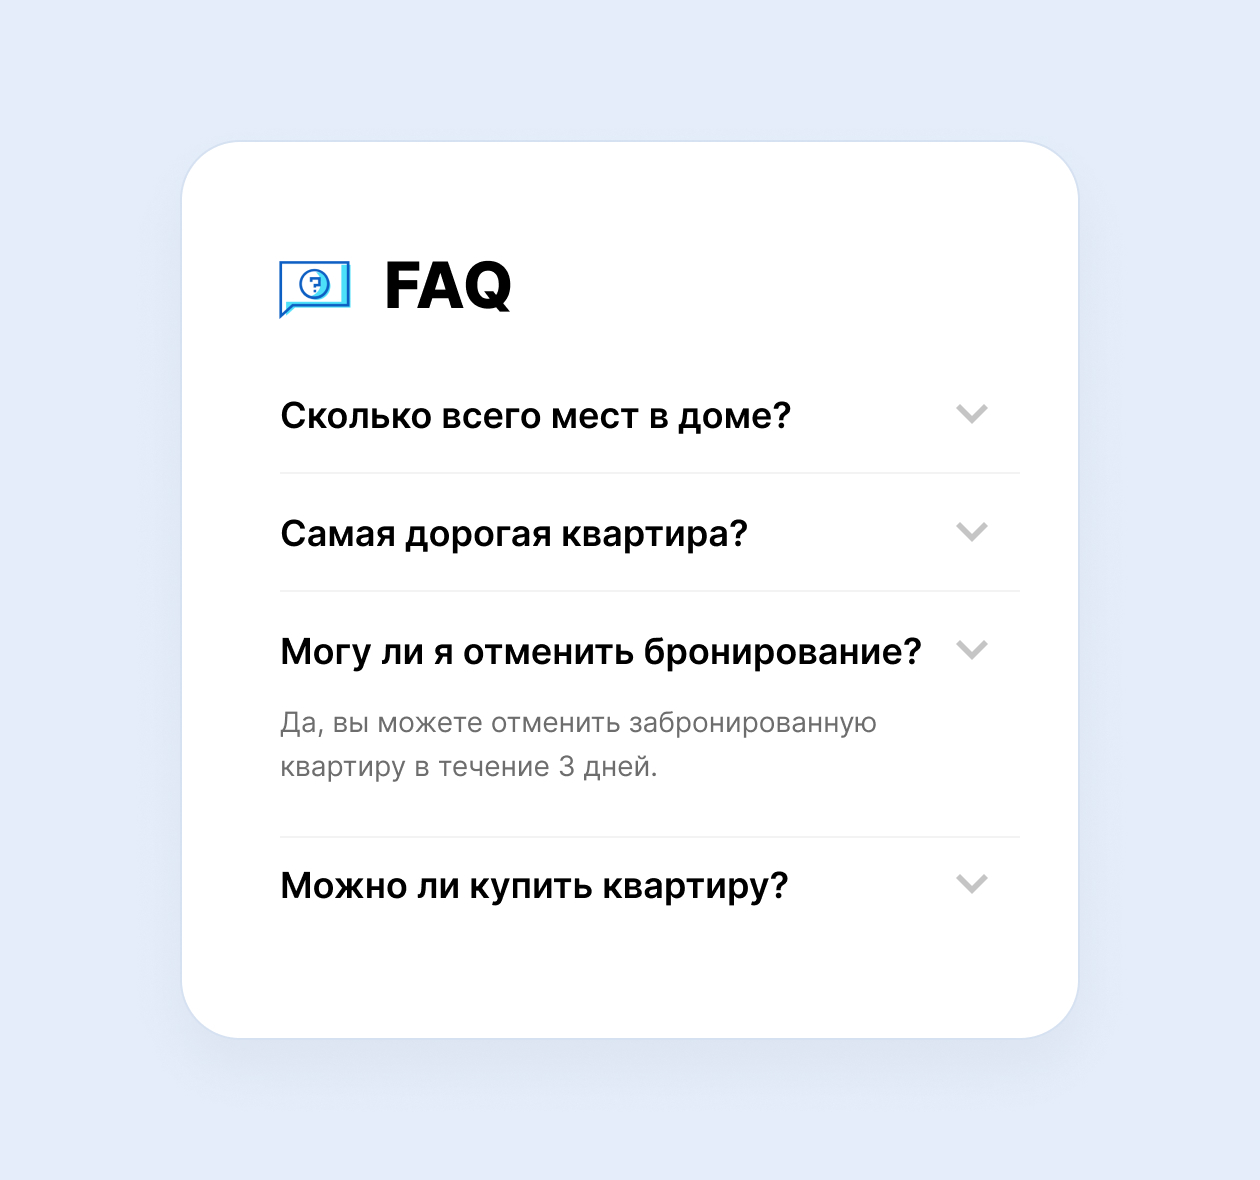 FAQ
Сколько всего мест в доме?
Самая дорогая квартира?
Могу ли я отменить бронирование?
Да, вы можете отменить забронированную
квартиру в течение 3 дней.
Можно ли купить квартиру?